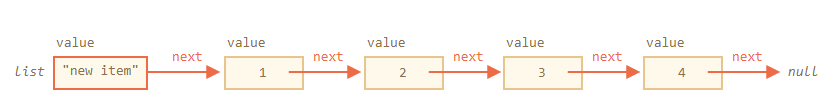 value value value value value
next next next next next
list "new item" 1 2 3 4 null